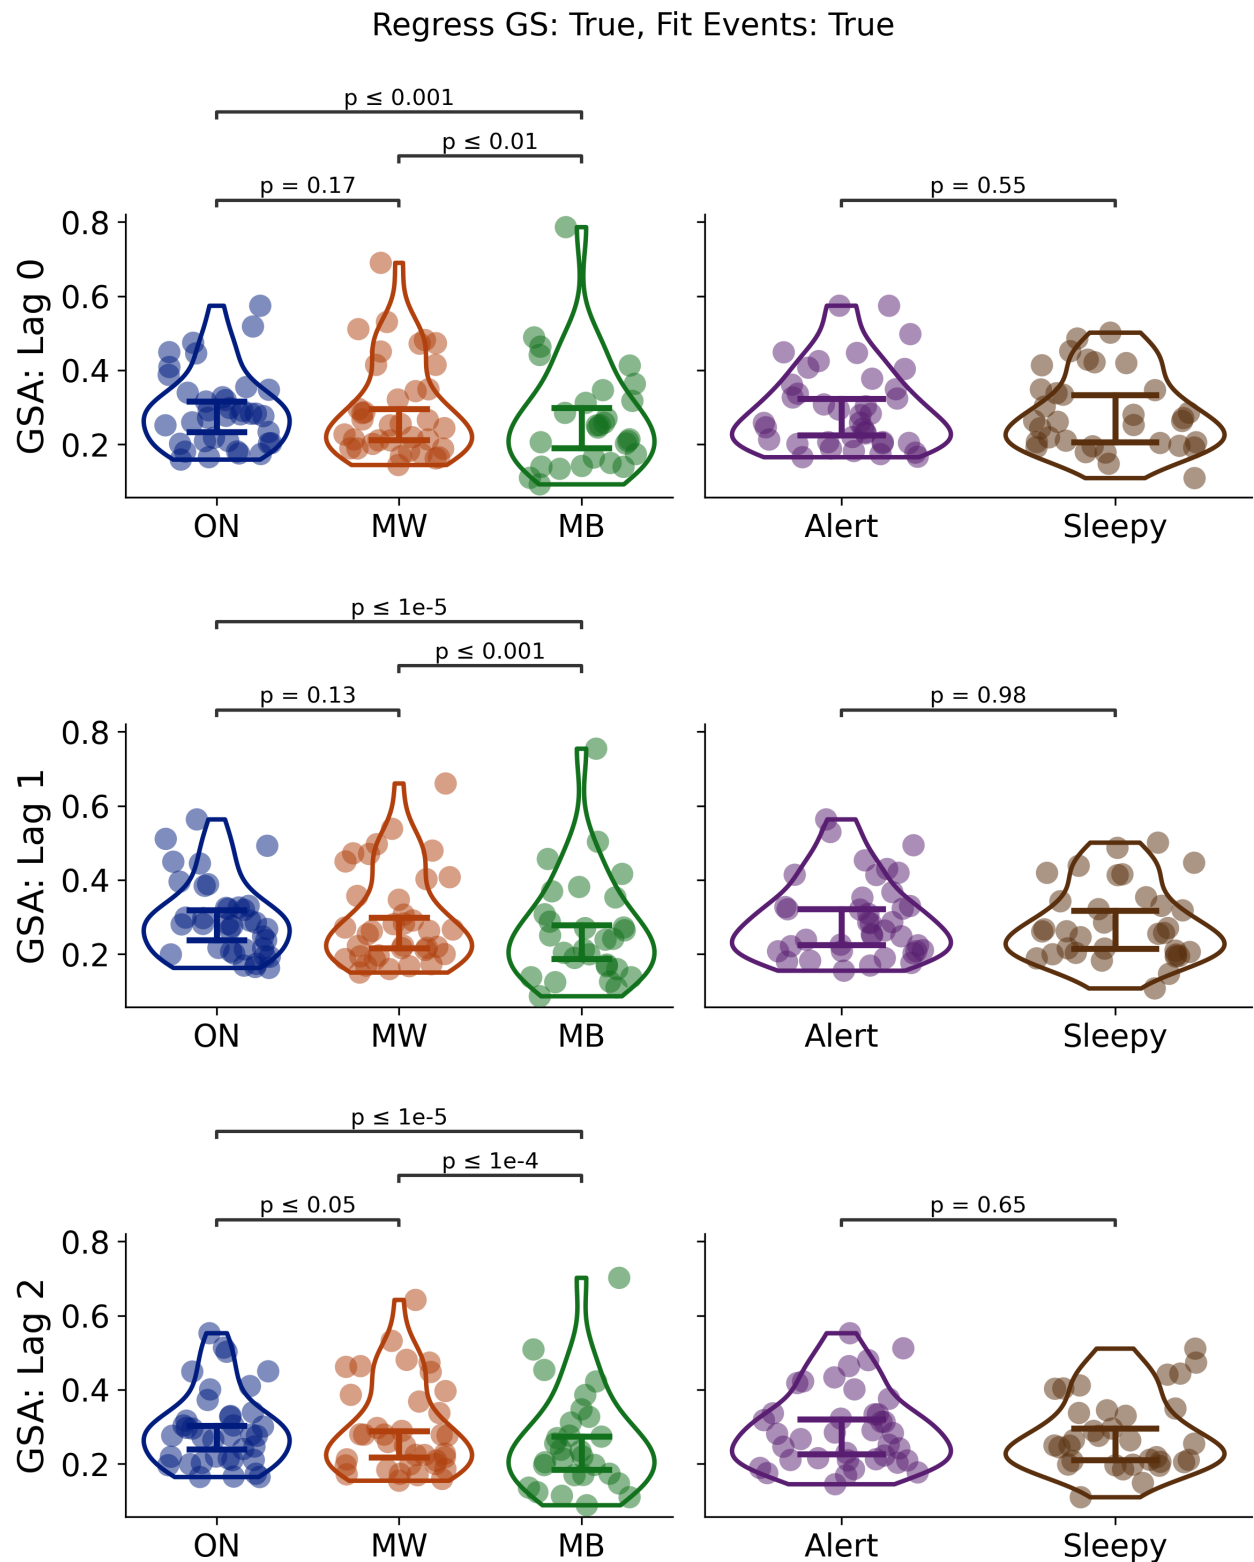 Regress GS: True, Fit Events: True
p ≤ 0.001
p ≤ 0.01
p = 0.17
p = 0.55
GSA: Lag 0
0.8
0.6
0.4
0.2
ON MW MB Alert Sleepy
p ≤ 1e-5
p ≤ 0.001
p = 0.13
p = 0.98
GSA: Lag 1
0.8
0.6
0.4
0.2
ON MW MB Alert Sleepy
p ≤ 1e-5
p ≤ 1e-4
p ≤ 0.05
p = 0.65
GSA: Lag 2
0.8
0.6
0.4
0.2
ON MW MB Alert Sleepy